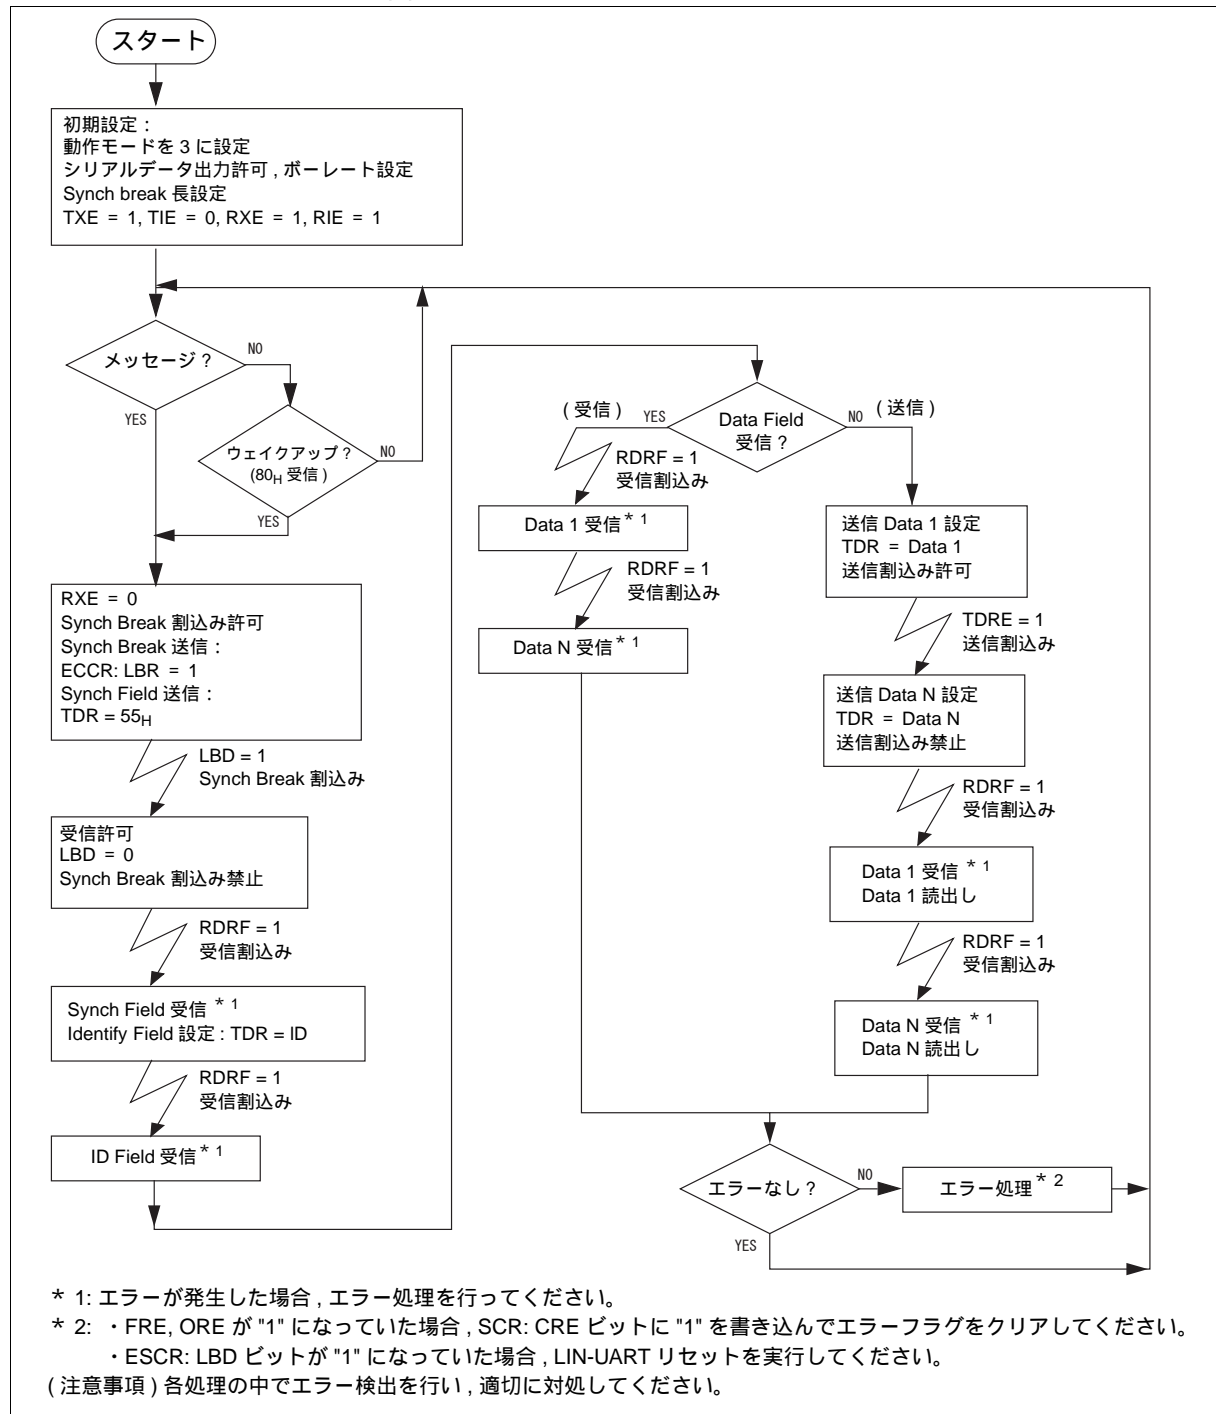 スタート
初期設定：
動作モードを 3 に設定
シリアルデータ出力許可 , ボーレート設定
Synch break 長設定
TXE = 1, TIE = 0, RXE = 1, RIE = 1
メッセージ ?
NO
YES
ウェイクアップ ?
(80H 受信 )
NO
YES
RXE = 0
Synch Break 割込み許可
Synch Break 送信：
ECCR: LBR = 1
Synch Field 送信：
TDR = 55H
LBD = 1
Synch Break 割込み
受信許可
LBD = 0
Synch Break 割込み禁止
RDRF = 1
受信割込み
Synch Field 受信 * 1
Identify Field 設定 : TDR = ID
RDRF = 1
受信割込み
ID Field 受信 * 1
Data Field
受信 ?
( 受信 )
YES
NO
( 送信 )
RDRF = 1
受信割込み
Data 1 受信 * 1
RDRF = 1
受信割込み
Data N 受信 * 1
送信 Data 1 設定
TDR = Data 1
送信割込み許可
TDRE = 1
送信割込み
送信 Data N 設定
TDR = Data N
送信割込み禁止
RDRF = 1
受信割込み
Data 1 受信 * 1
Data 1 読出し
RDRF = 1
受信割込み
Data N 受信 * 1
Data N 読出し
エラーなし ?
NO
エラー処理 * 2
YES
* 1: エラーが発生した場合 , エラー処理を行ってください。
* 2: ・FRE, ORE が "1" になっていた場合 , SCR: CRE ビットに "1" を書き込んでエラーフラグをクリアしてください。
・ESCR: LBD ビットが "1" になっていた場合 , LIN-UART リセットを実行してください。
( 注意事項 ) 各処理の中でエラー検出を行い , 適切に対処してください。